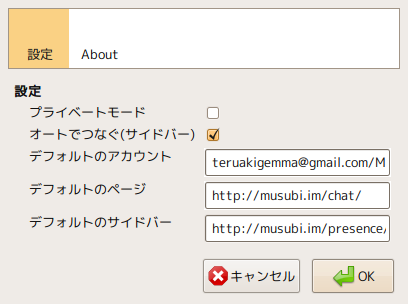 設定 About
設定
プライベートモード
オートでつなぐ(サイドバー)
デフォルトのアカウント teruakigemma@gmail.com/M
デフォルトのページ http://musubi.im/chat/
デフォルトのサイドバー http://musubi.im/presence/
キャンセル OK